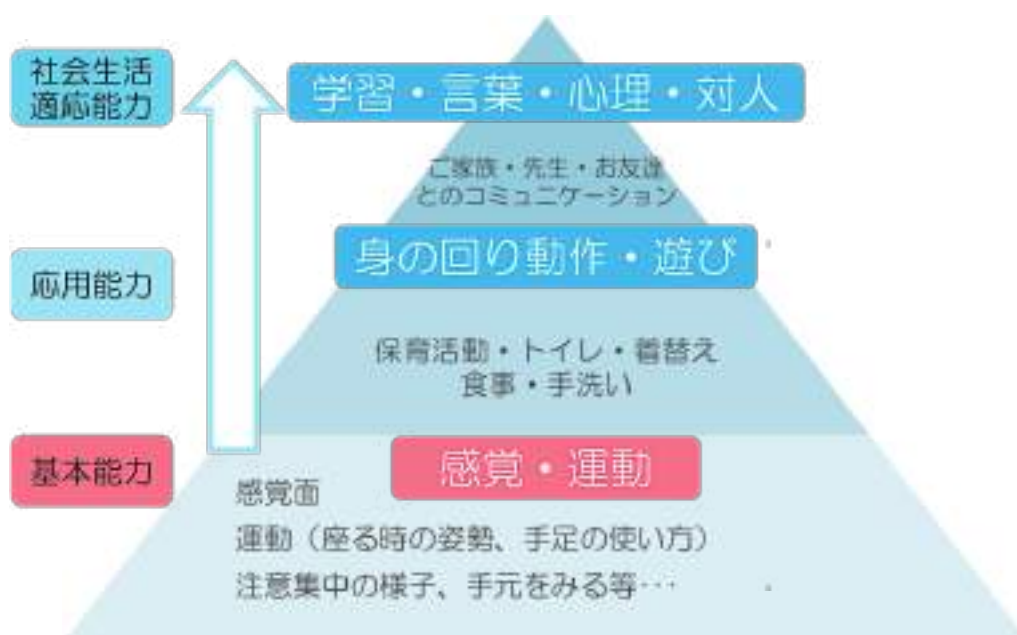 社会生活
適応能力
学習・言葉・心理・対人
ご家族・先生・お友達
とのコミュニケーション
応用能力
身の回り動作・遊び
保育活動・トイレ・着替え
食事・手洗い
基本能力
感覚・運動
感覚面
運動（座る時の姿勢、手足の使い方）
注意集中の様子、手元をみる等･･･